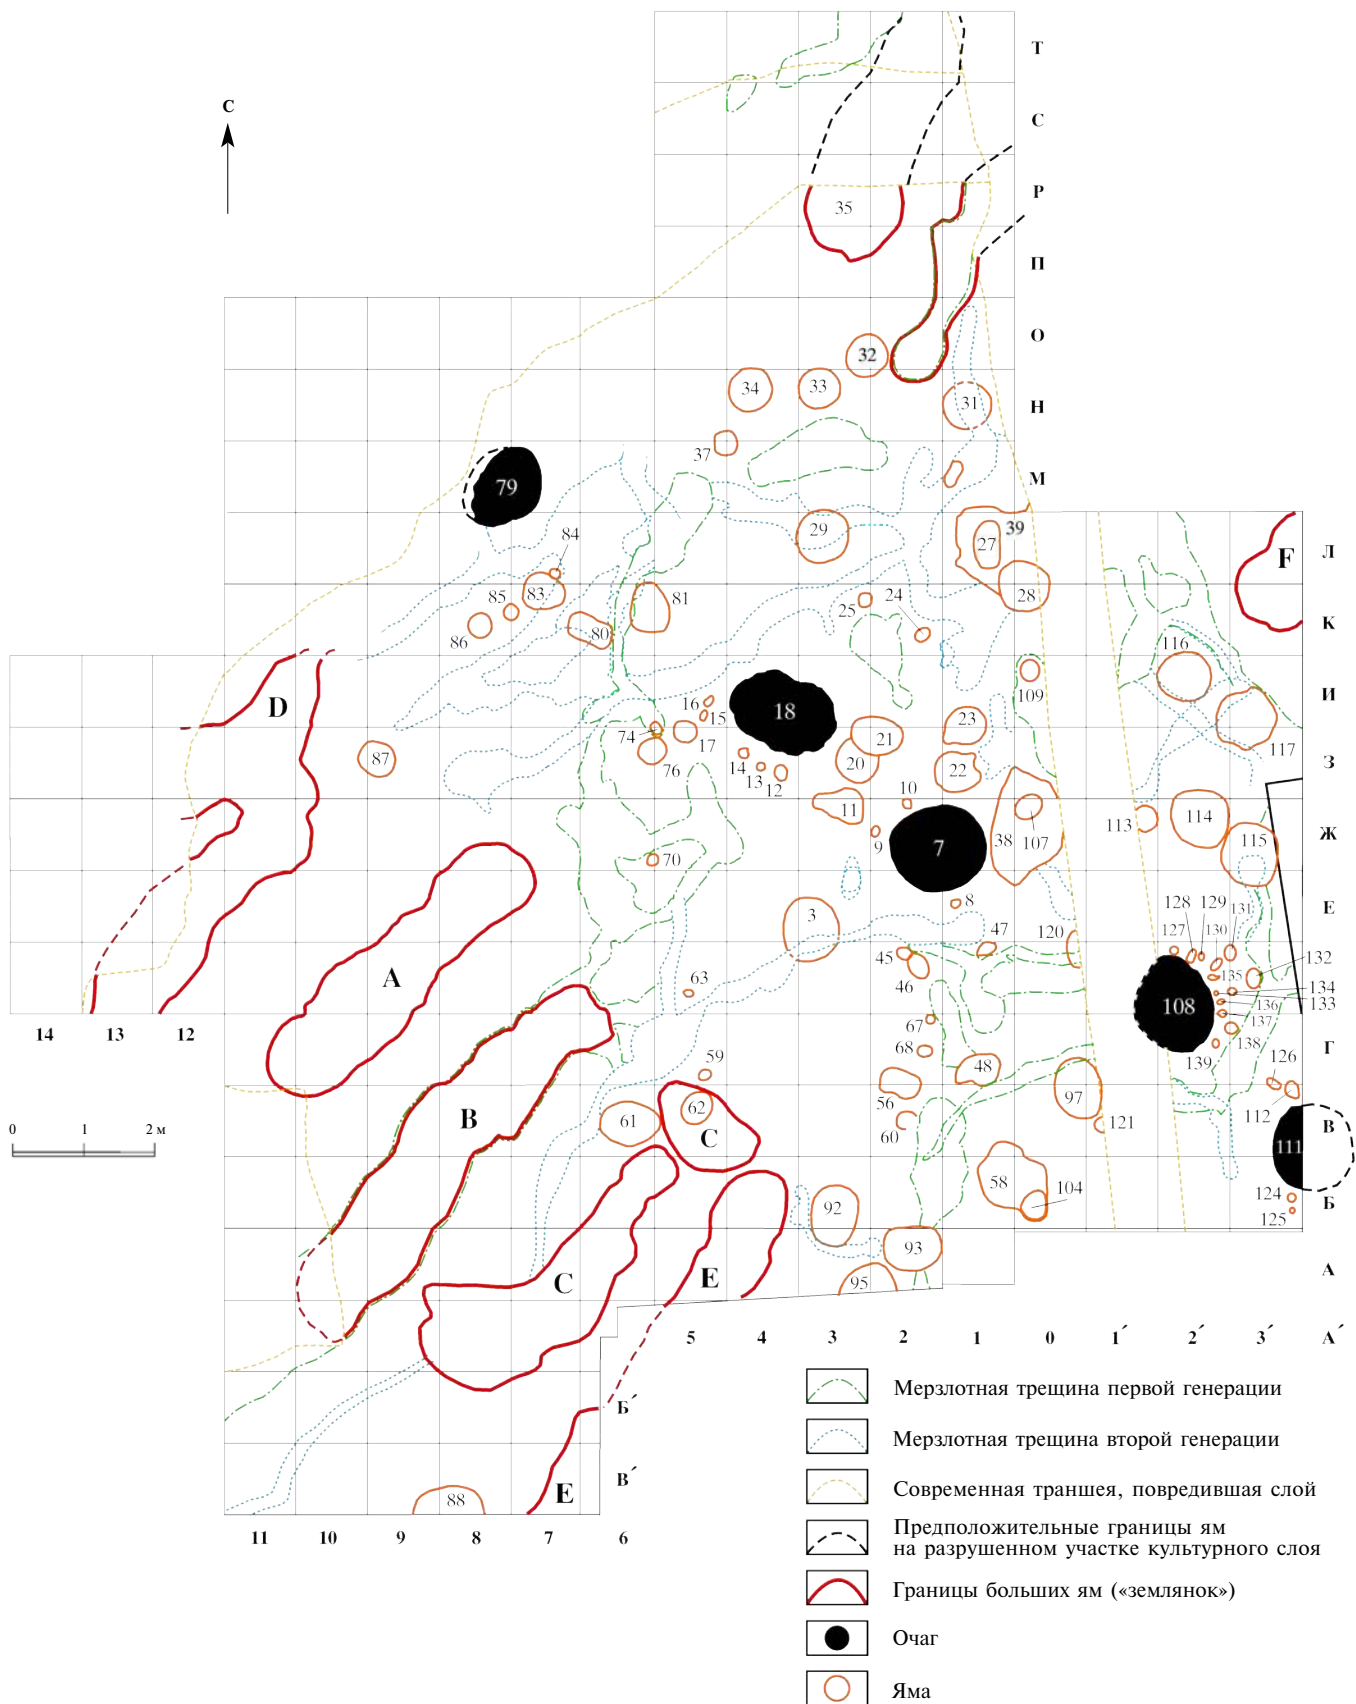 Т
С
С
Р
35
П
О
32
34
33
31
Н
37
М
79
29
39
27
84
Л
F
85
83
81
25
24
28
К
86
80
116
D
16
18
109
И
15
23
74
17
21
117
87
76
14
13
12
20
22
З
10
11
38
107
113
114
115
Ж
9
7
70
8
3
128
129
131
Е
127
130
47
120
45
132
A
63
46
135
134
108
136
133
14
13
12
67
137
68
139
138
Г
59
48
126
B
62
56
97
112
0
1
2 м
61
C
60
121
В
111
58
104
124
Б
92
125
93
C
E
95
А
5
4
3
2
1
0
1´
2´
3´
А´
Мерзлотная трещина первой генерации
Б´
Мерзлотная трещина второй генерации
В´
E
88
Современная траншея, повредившая слой
11
10
9
8
7
6
Предположительные границы ям
на разрушенном участке культурного слоя
Границы больших ям («землянок»)
Очаг
Яма